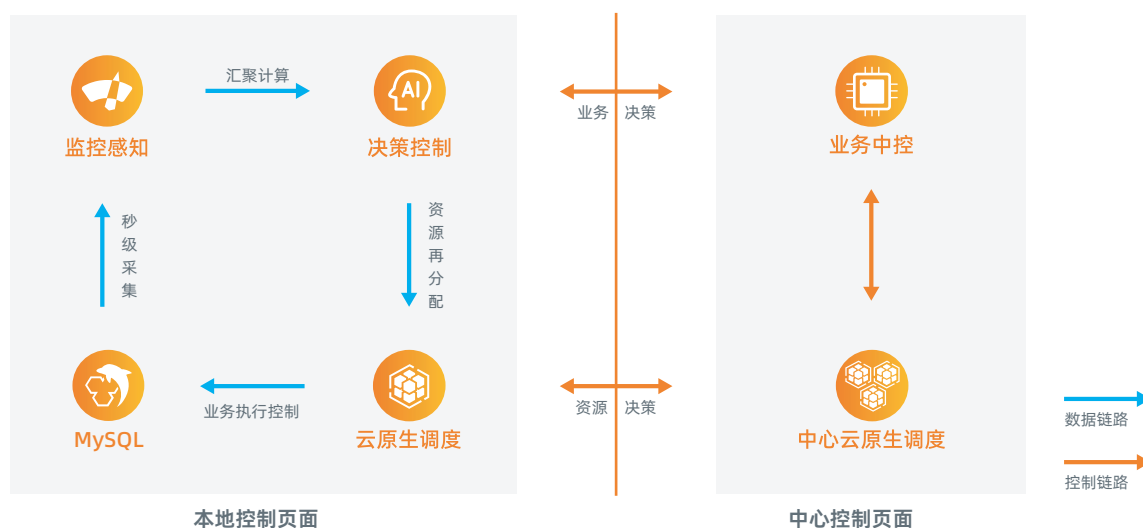 汇聚计算
监控感知
决策控制
业务 决策
业务中控
秒级采集
资源再分配
业务执行控制
MySQL
云原生调度
资源 决策
中心云原生调度
数据链路
控制链路
本地控制页面
中心控制页面